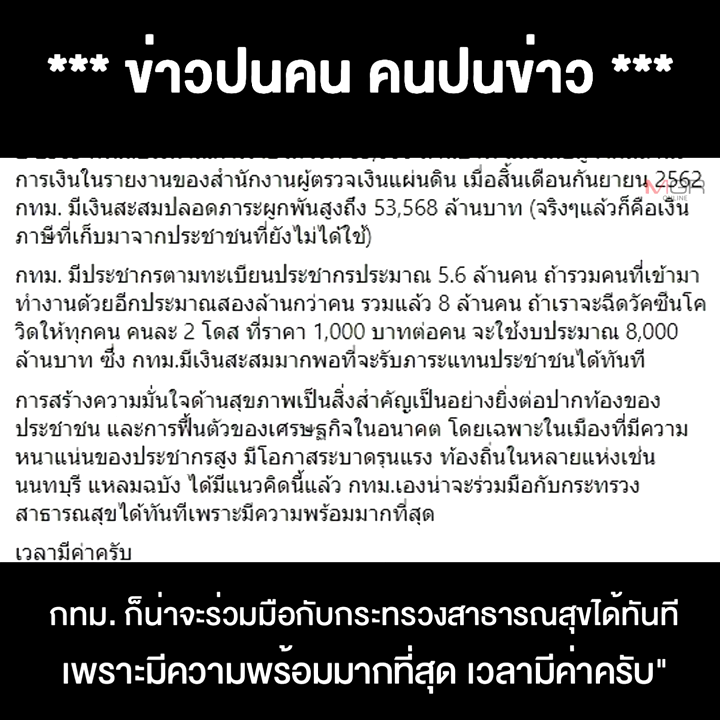 *** ข่าวปนคน คนปนข่าว ***
การเงินในรายงานของสำนักงานผู้ตรวจเงินแผ่นดิน เมื่อสิ้นเดือนกันยายน 2562
MGR
ONLINE
กทม. มีเงินสะสมปลอดภาระผูกพันสูงถึง 53,568 ล้านบาท (จริงๆแล้วก็คือเงิน
ภาษีที่เก็บมาจากประชาชนที่ยังไม่ได้ใช้)
กทม. มีประชากรตามทะเบียนประชากรประมาณ 5.6 ล้านคน ถ้ารวมคนที่เข้ามา
ทำงานด้วยอีกประมาณสองล้านกว่าคน รวมแล้ว 8 ล้านคน ถ้าเราจะฉีดวัคซีนโค
วิดให้ทุกคน คนละ 2 โดส ที่ราคา 1,000 บาทต่อคน จะใช้งบประมาณ 8,000
ล้านบาท ซึ่ง กทม.มีเงินสะสมมากพอที่จะรับภาระแทนประชาชนได้ทันที
การสร้างความมั่นใจด้านสุขภาพเป็นสิ่งสำคัญเป็นอย่างยิ่งต่อปากท้องของ
ประชาชน และการฟื้นตัวของเศรษฐกิจในอนาคต โดยเฉพาะในเมืองที่มีความ
หนาแน่นของประชากรสูง มีโอกาสระบาดรุนแรง ท้องถิ่นในหลายแห่งเช่น
นนทบุรี แหลมฉบัง ได้มีแนวคิดนี้แล้ว กทม.เองน่าจะร่วมมือกับกระทรวง
สาธารณสุขได้ทันทีเพราะมีความพร้อมมากที่สุด
เวลามีค่าครับ
กทม. ก็น่าจะร่วมมือกับกระทรวงสาธารณสุขได้ทันที
เพราะมีความพร้อมมากที่สุด เวลามีค่าครับ"